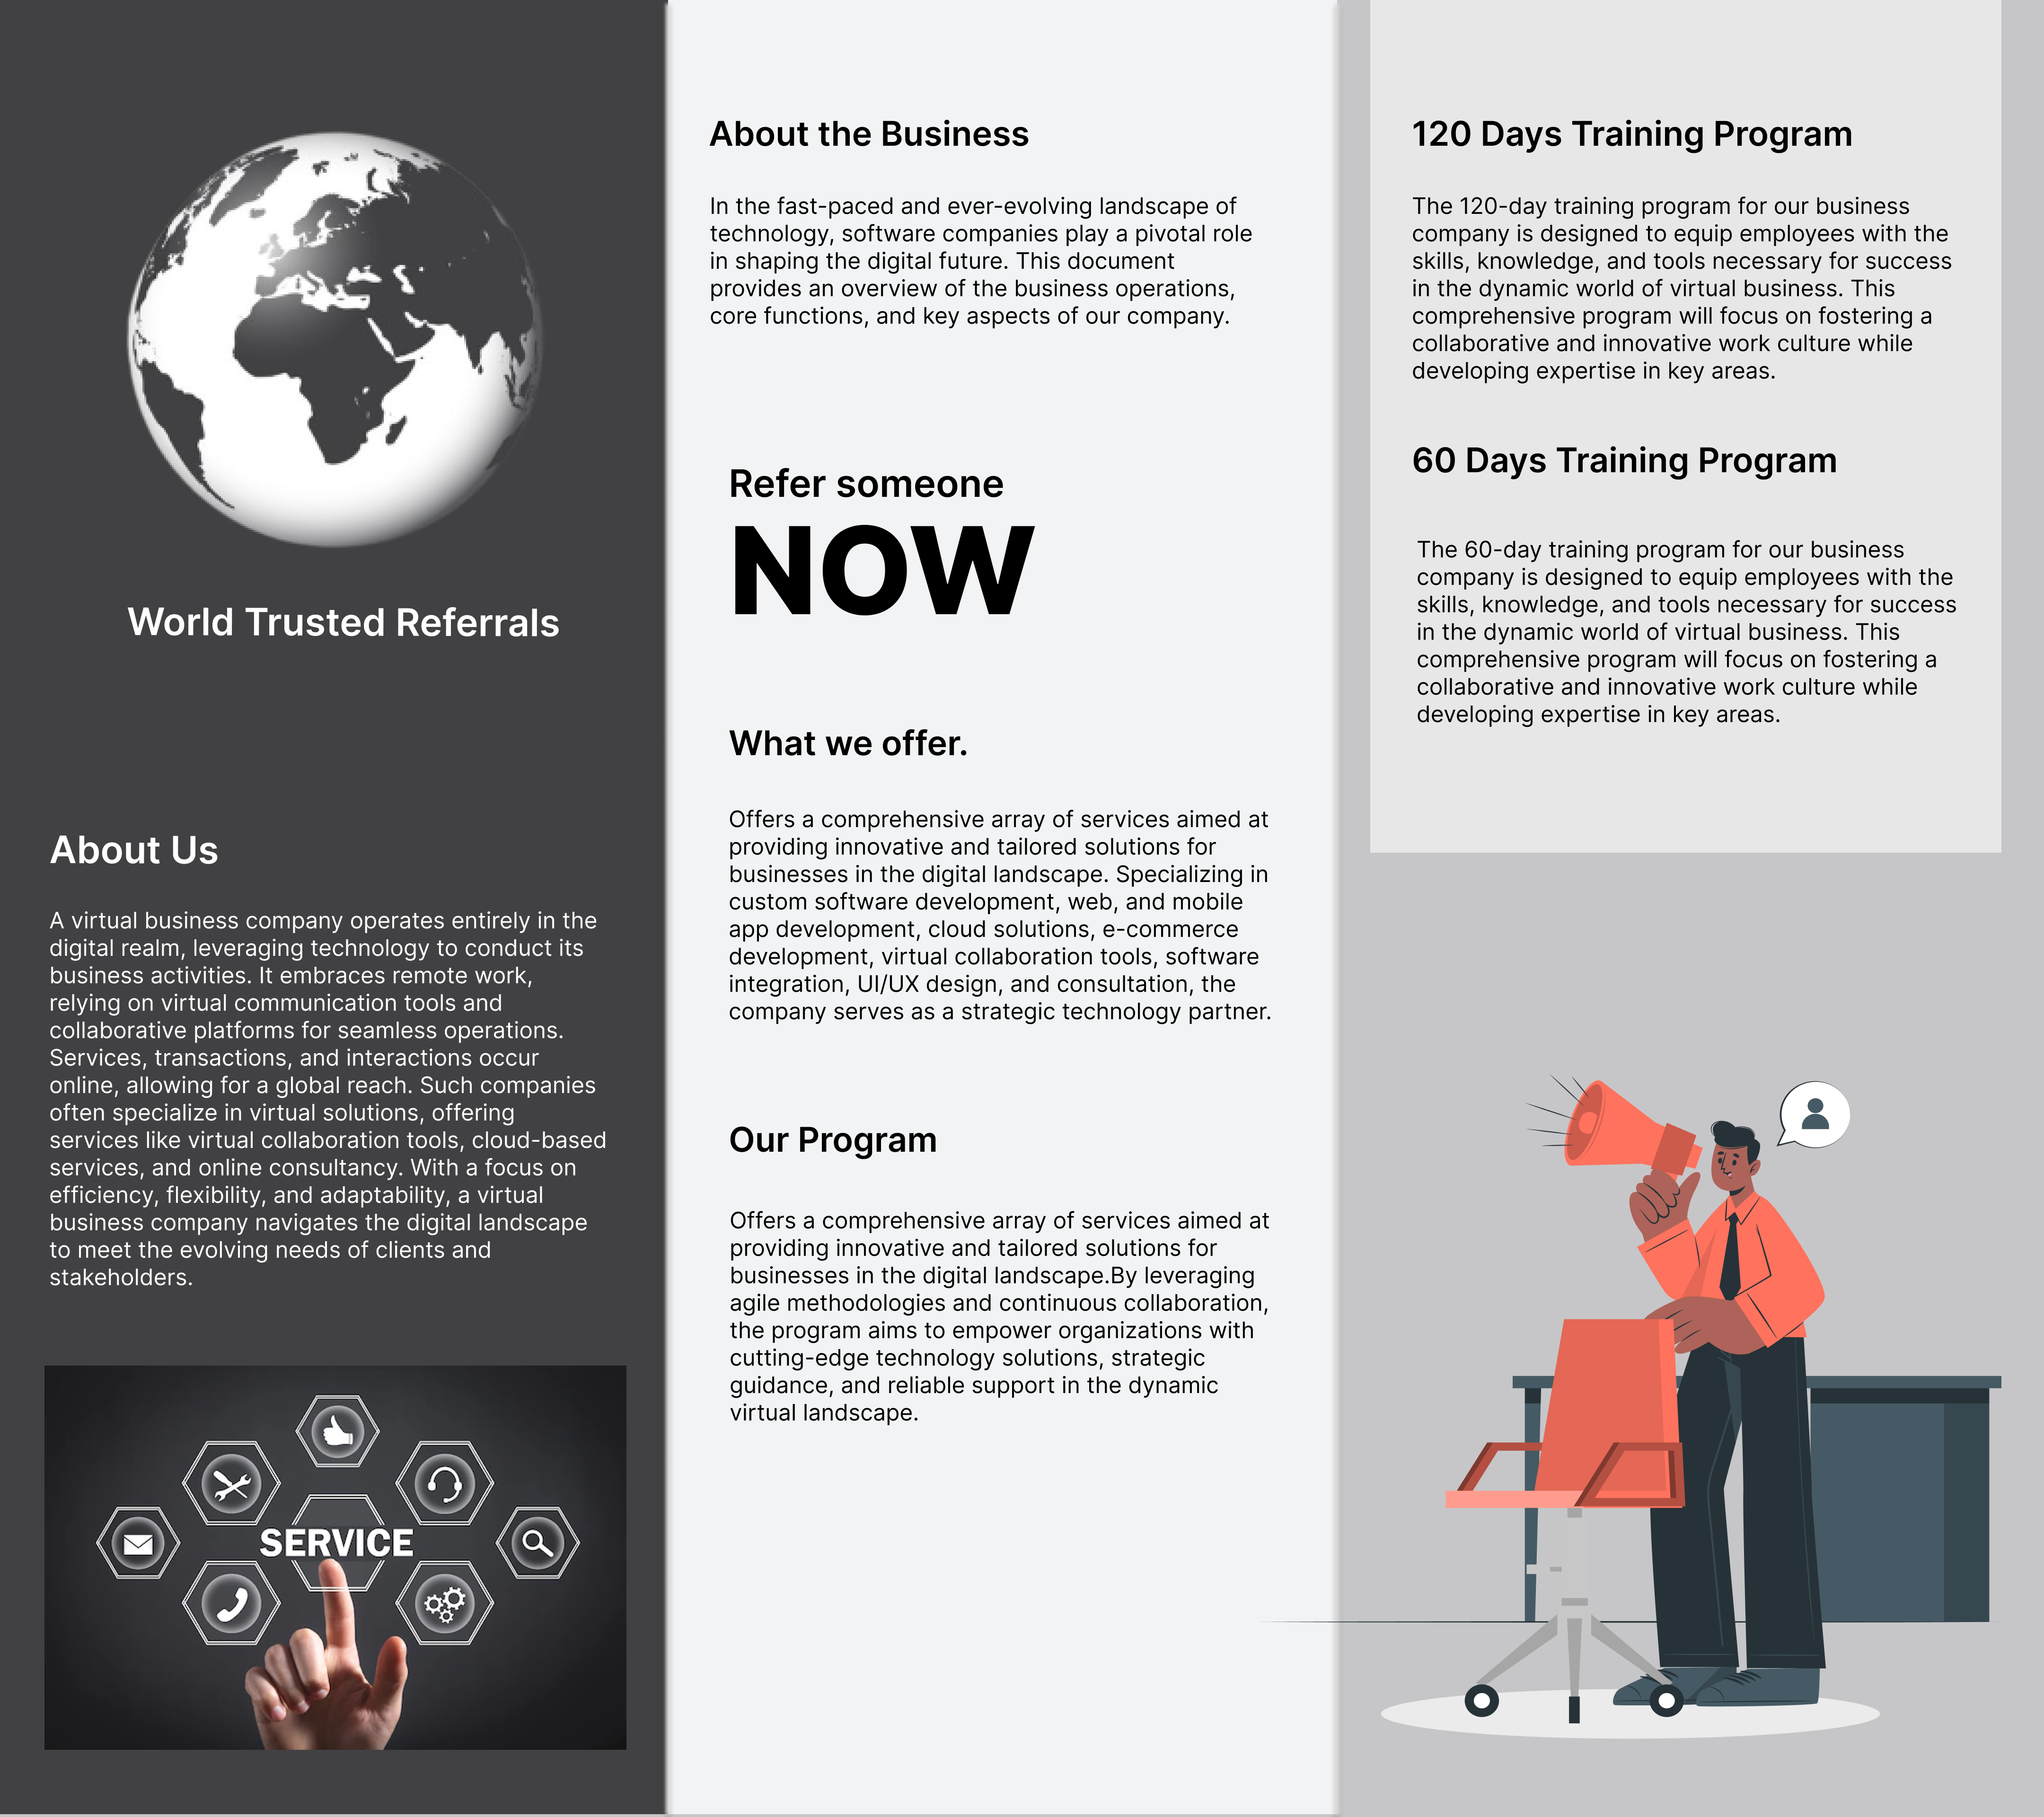 World Trusted Referrals
About Us
A virtual business company operates entirely in the
digital realm, leveraging technology to conduct its
business activities. It embraces remote work,
relying on virtual communication tools and
collaborative platforms for seamless operations.
Services, transactions, and interactions occur
online, allowing for a global reach. Such companies
often specialize in virtual solutions, offering
services like virtual collaboration tools, cloud-based
services, and online consultancy. With a focus on
efficiency, flexibility, and adaptability, a virtual
business company navigates the digital landscape
to meet the evolving needs of clients and
stakeholders.
SERVICE
About the Business
In the fast-paced and ever-evolving landscape of
technology, software companies play a pivotal role
in shaping the digital future. This document
provides an overview of the business operations,
core functions, and key aspects of our company.
Refer someone
NOW
What we offer.
Offers a comprehensive array of services aimed at
providing innovative and tailored solutions for
businesses in the digital landscape. Specializing in
custom software development, web, and mobile
app development, cloud solutions, e-commerce
development, virtual collaboration tools, software
integration, UI/UX design, and consultation, the
company serves as a strategic technology partner.
Our Program
Offers a comprehensive array of services aimed at
providing innovative and tailored solutions for
businesses in the digital landscape.By leveraging
agile methodologies and continuous collaboration,
the program aims to empower organizations with
cutting-edge technology solutions, strategic
guidance, and reliable support in the dynamic
virtual landscape.
120 Days Training Program
The 120-day training program for our business
company is designed to equip employees with the
skills, knowledge, and tools necessary for success
in the dynamic world of virtual business. This
comprehensive program will focus on fostering a
collaborative and innovative work culture while
developing expertise in key areas.
60 Days Training Program
The 60-day training program for our business
company is designed to equip employees with the
skills, knowledge, and tools necessary for success
in the dynamic world of virtual business. This
comprehensive program will focus on fostering a
collaborative and innovative work culture while
developing expertise in key areas.